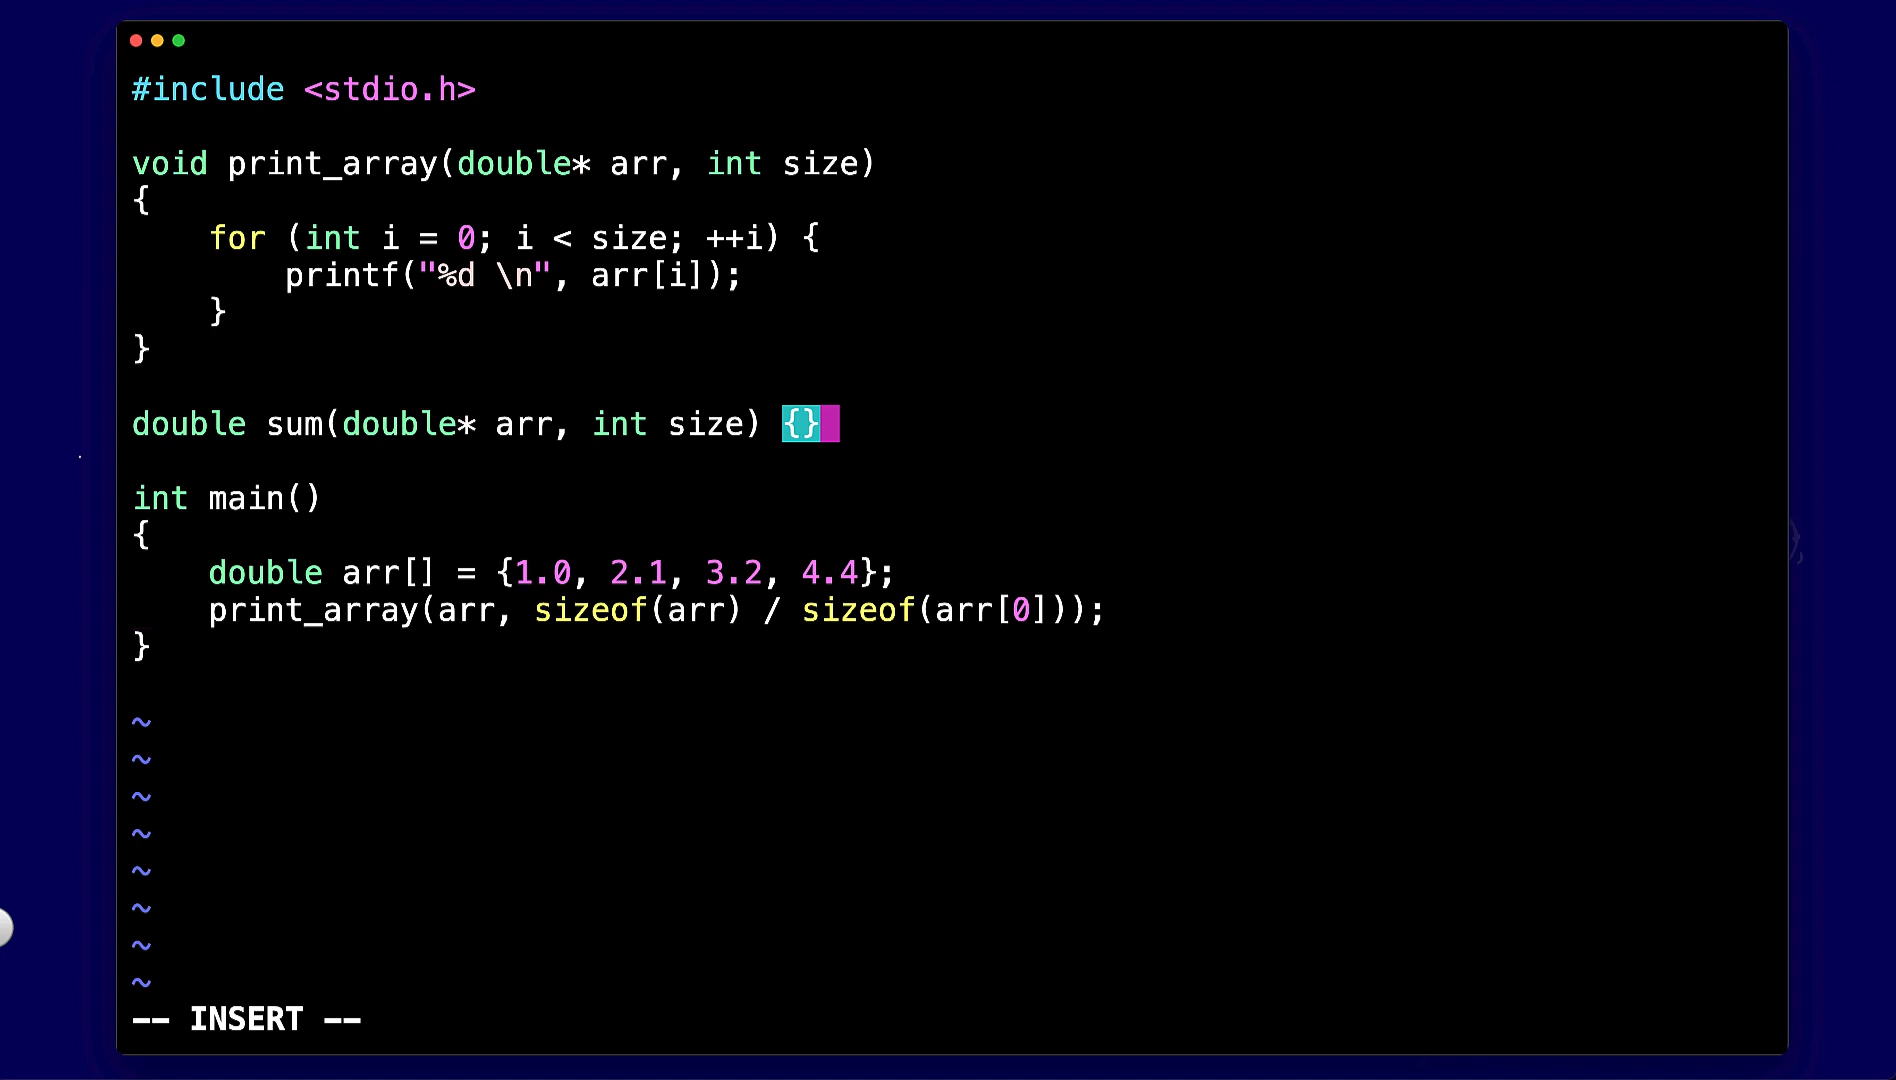 #include <stdio.h>
void print_array(double* arr, int size)
{
    for (int i = 0; i < size; ++i) {
        printf("%d \n", arr[i]);
    }
}
double sum(double* arr, int size) {}
int main()
{
    double arr[] = {1.0, 2.1, 3.2, 4.4};
    print_array(arr, sizeof(arr) / sizeof(arr[0]));
}
~
~
~
~
~
~
~
~
-- INSERT --